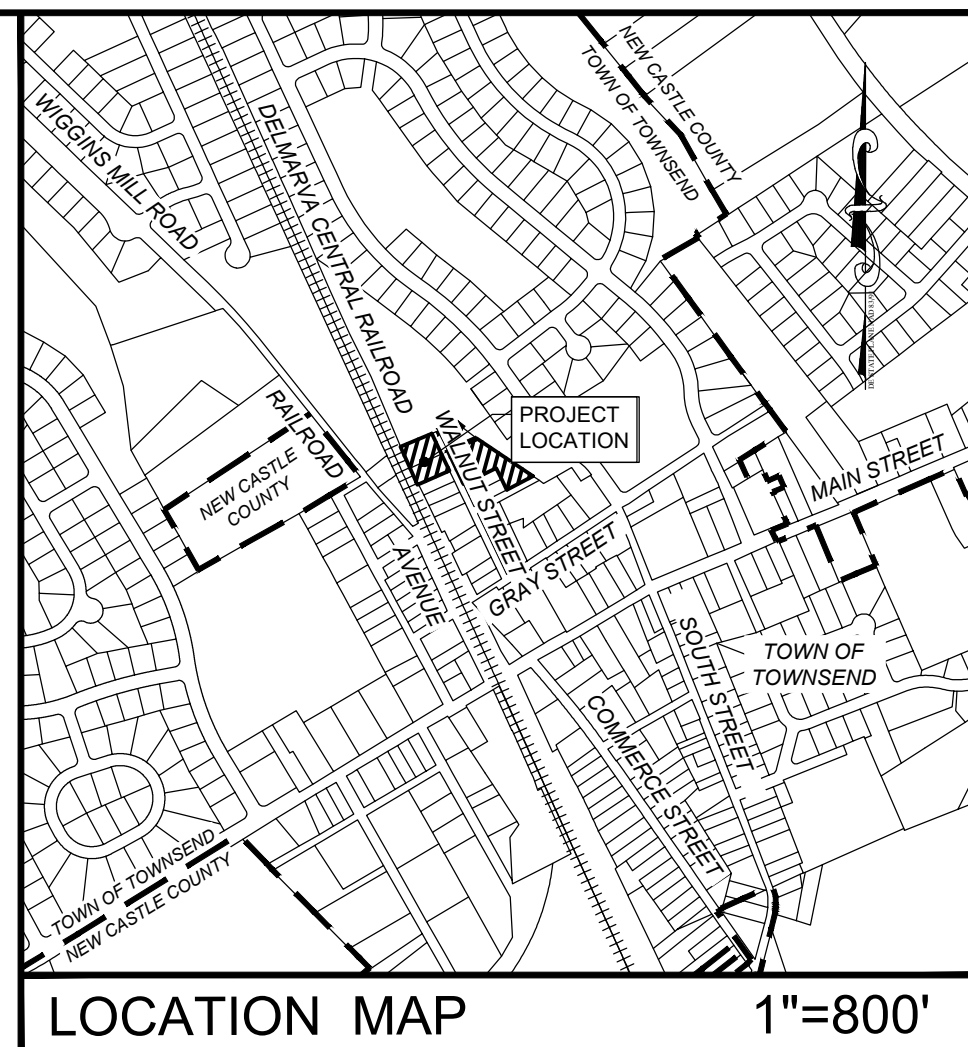 NEW CASTLE COUNTY
TOWN OF TOWNSEND
WIGGINS MILL ROAD
DELMARVA CENTRAL RAILROAD
PROJECT
LOCATION
RAILROAD
AVENUE
WALNUT STREET
NEW CASTLE
COUNTY
MAIN STREET
GRAY STREET
SOUTH STREET
TOWN OF
TOWNSEND
COMMERCE STREET
TOWN OF TOWNSEND
NEW CASTLE COUNTY
LOCATION MAP
1"=800'